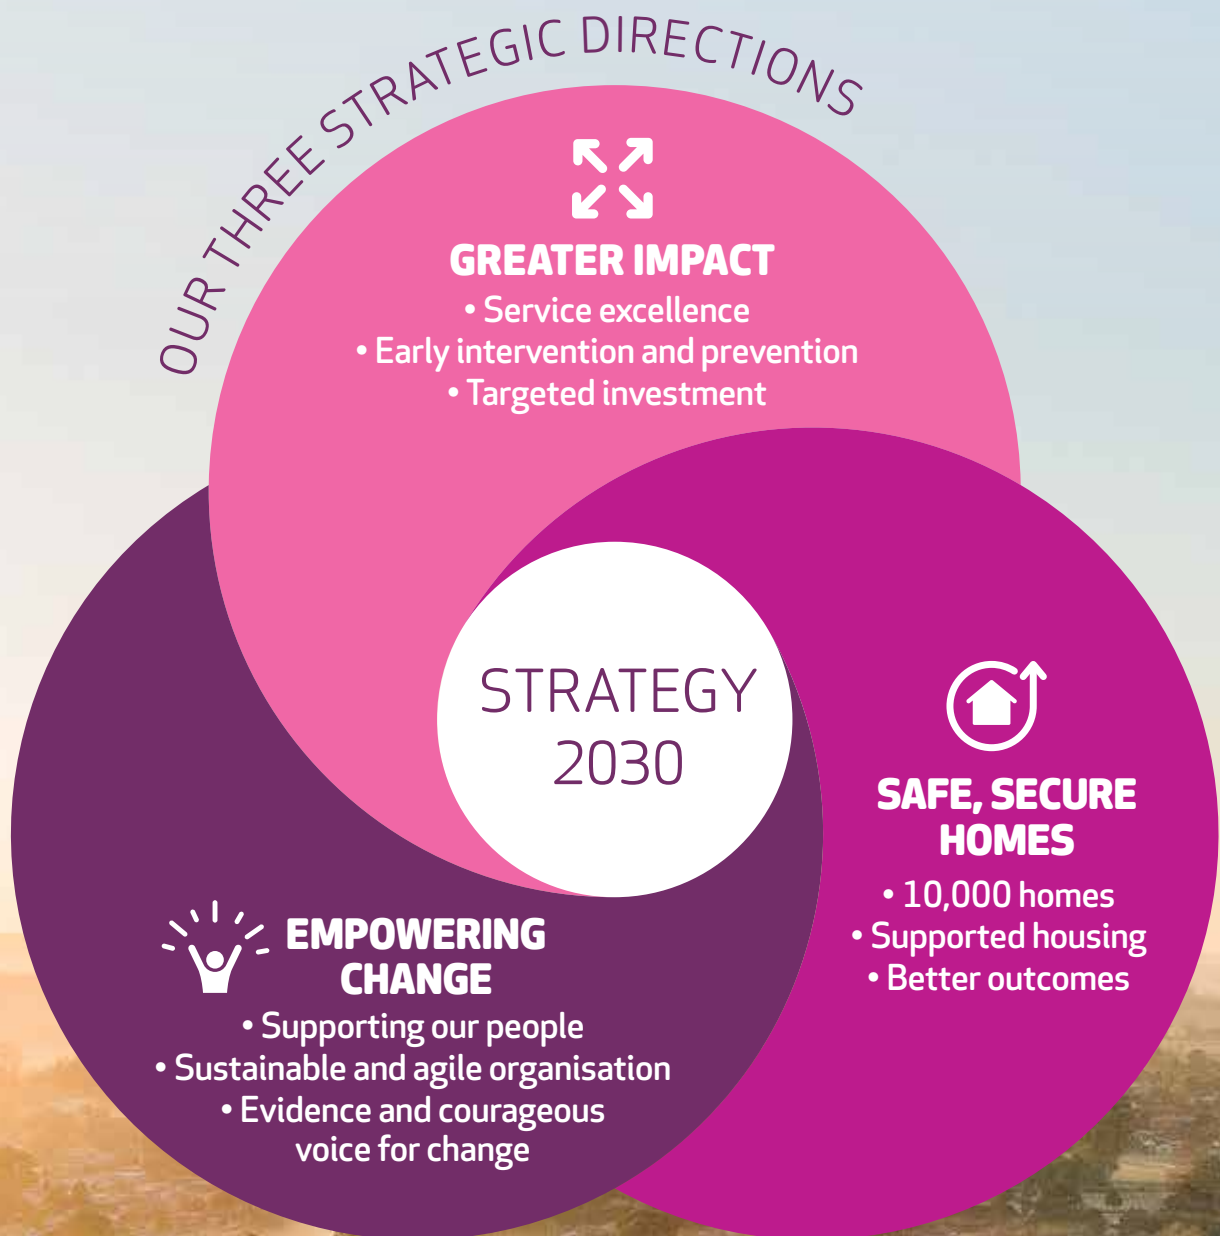 OUR THREE STRATEGIC DIRECTIONS
GREATER IMPACT
• Service excellence
• Early intervention and prevention
• Targeted investment
STRATEGY
2030
SAFE, SECURE
HOMES
• 10,000 homes
• Supported housing
• Better outcomes
EMPOWERING
CHANGE
• Supporting our people
• Sustainable and agile organisation
• Evidence and courageous
voice for change